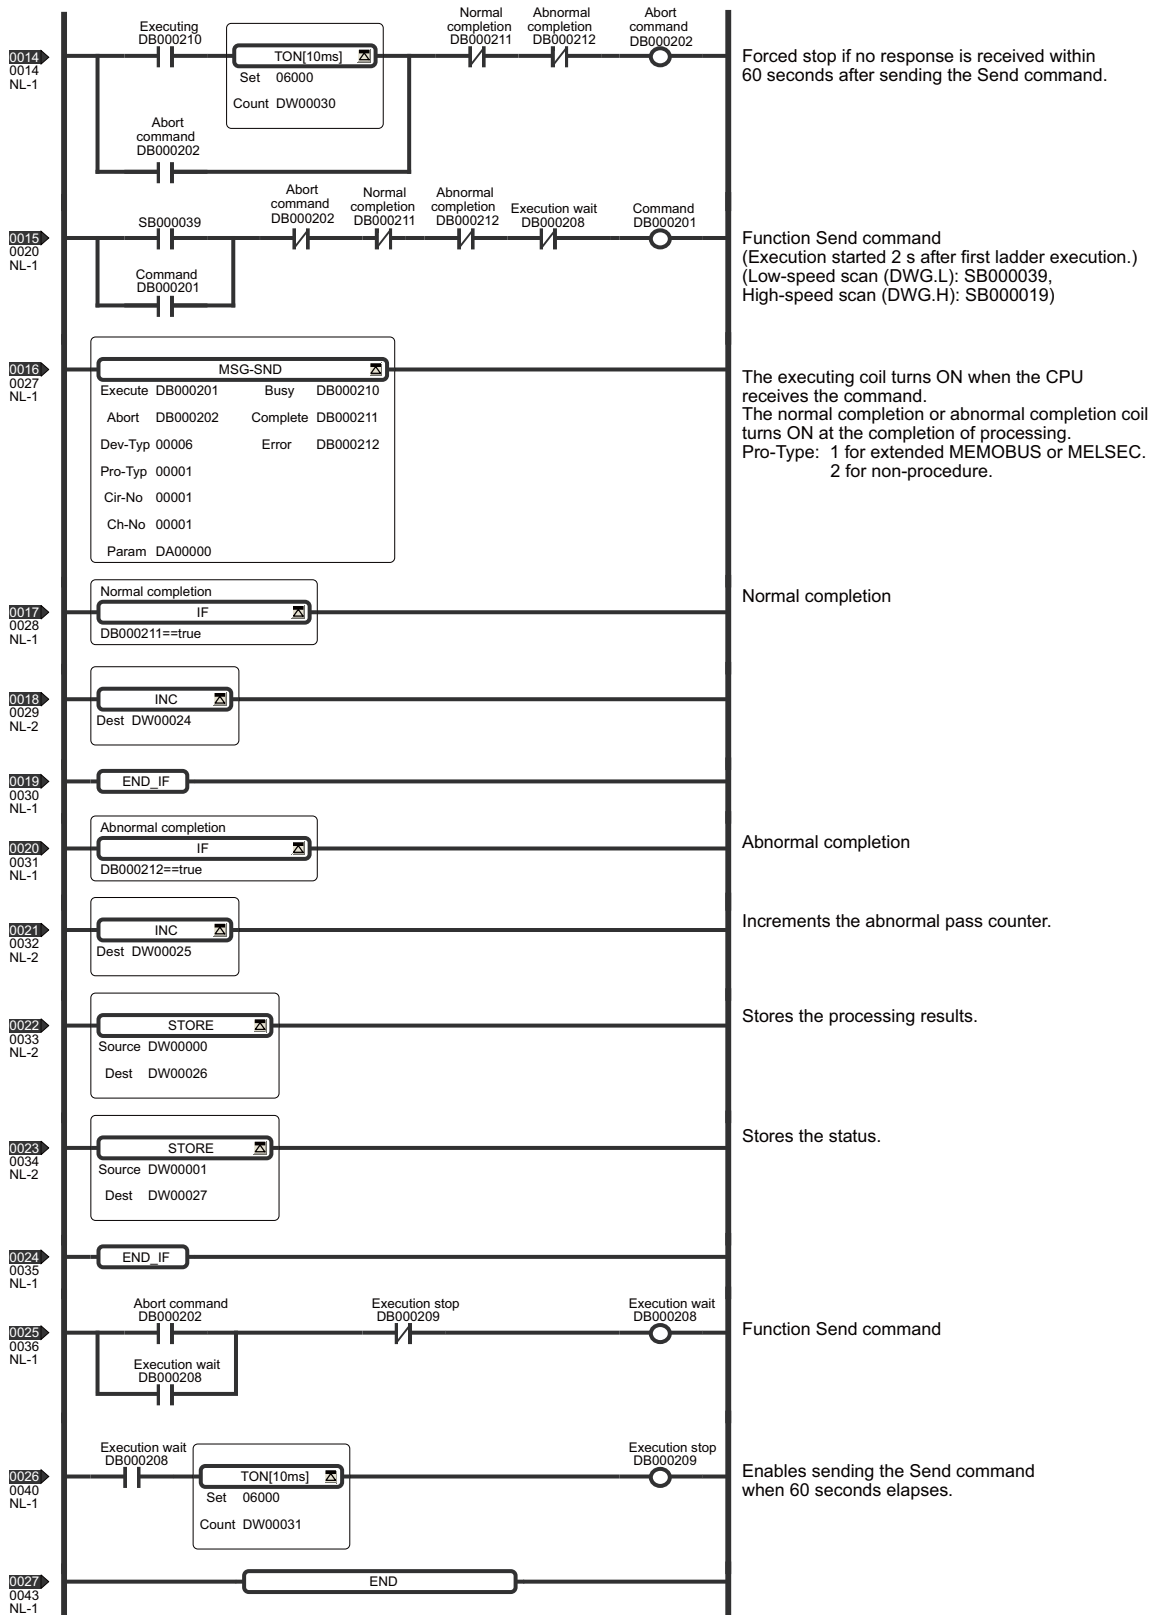 Executing
DB000210
TON[10ms]
Set 06000
Count DW00030
Normal
completion
DB000211
Abnormal
completion
DB000212
Abort
command
DB000202
0014
0014
NL-1
Forced stop if no response is received within
60 seconds after sending the Send command.
Abort
command
DB000202
SB000039
Abort
command
DB000202
Normal
completion
DB000211
Abnormal
completion
DB000212
Execution wait
DB000208
Command
DB000201
0015
0020
NL-1
Command
DB000201
Function Send command
(Execution started 2 s after first ladder execution.)
(Low-speed scan (DWG.L): SB000039,
High-speed scan (DWG.H): SB000019)
0016
0027
NL-1
MSG-SND
Execute DB000201 Busy DB000210
Abort DB000202 Complete DB000211
Dev-Typ 00006 Error DB000212
Pro-Typ 00001
Cir-No 00001
Ch-No 00001
Param DA00000
The executing coil turns ON when the CPU
receives the command.
The normal completion or abnormal completion coil
turns ON at the completion of processing.
Pro-Type: 1 for extended MEMOBUS or MELSEC.
2 for non-procedure.
0017
0028
NL-1
Normal completion
IF
DB000211==true
Normal completion
0018
0029
NL-2
INC
Dest DW00024
0019
0030
NL-1
END_IF
0020
0031
NL-1
Abnormal completion
IF
DB000212==true
Abnormal completion
0021
0032
NL-2
INC
Dest DW00025
Increments the abnormal pass counter.
0022
0033
NL-2
STORE
Source DW00000
Dest DW00026
Stores the processing results.
0023
0034
NL-2
STORE
Source DW00001
Dest DW00027
Stores the status.
0024
0035
NL-1
END_IF
0025
0036
NL-1
Abort command
DB000202
Execution stop
DB000209
Execution wait
DB000208
Execution wait
DB000208
Function Send command
0026
0040
NL-1
Execution wait
DB000208
TON[10ms]
Set 06000
Count DW00031
Execution stop
DB000209
Enables sending the Send command
when 60 seconds elapses.
0027
0043
NL-1
END